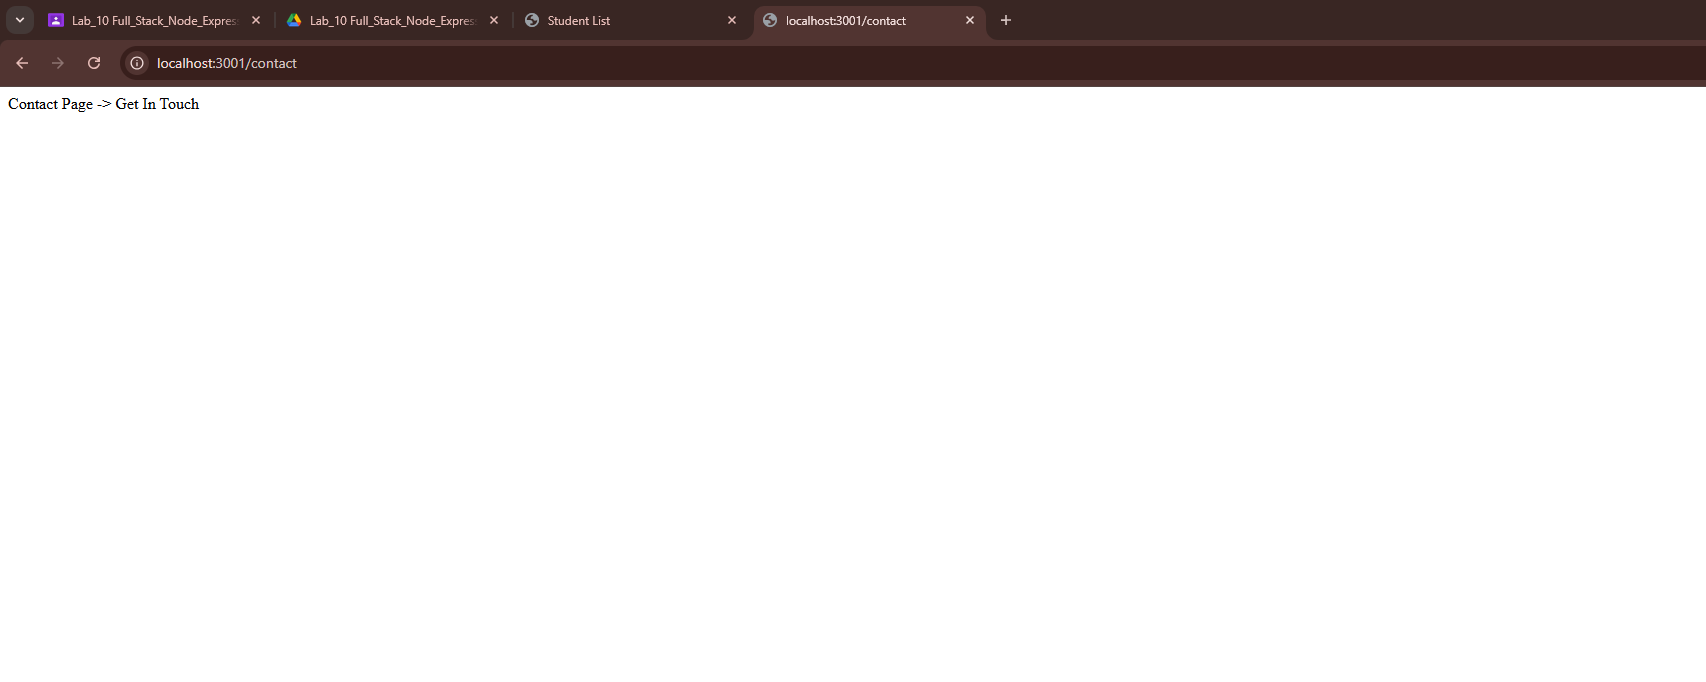 Lab_10 Full_Stack_Node_Expres
Lab_10 Full_Stack_Node_Expres
Student List
localhost:3001/contact
localhost:3001/contact
Contact Page -> Get In Touch